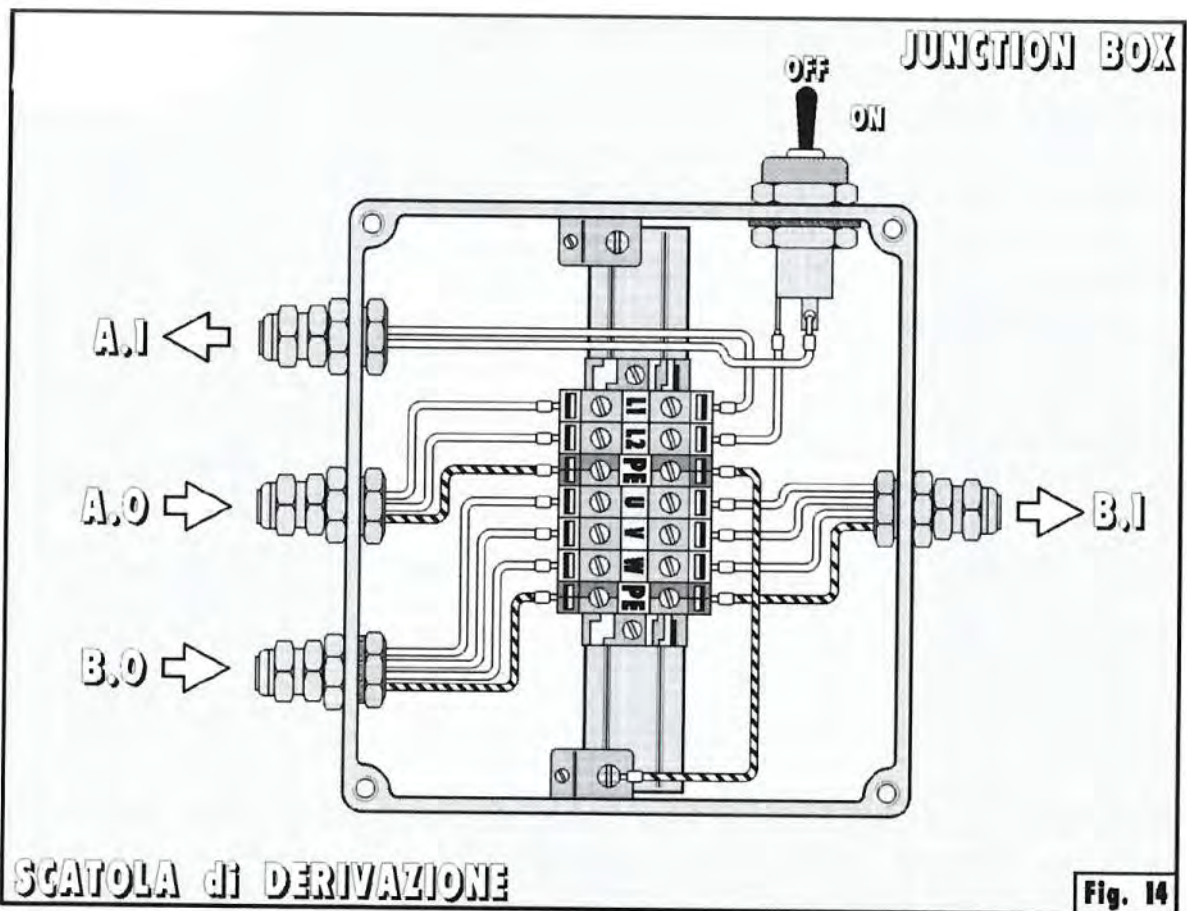 JUNCTION BOX
OFF
ON
A.I
A.O
B.O
B.I
L1
L2
PE
U
V
W
PE
SCATOLA di DERIVAZIONE
Fig. 14